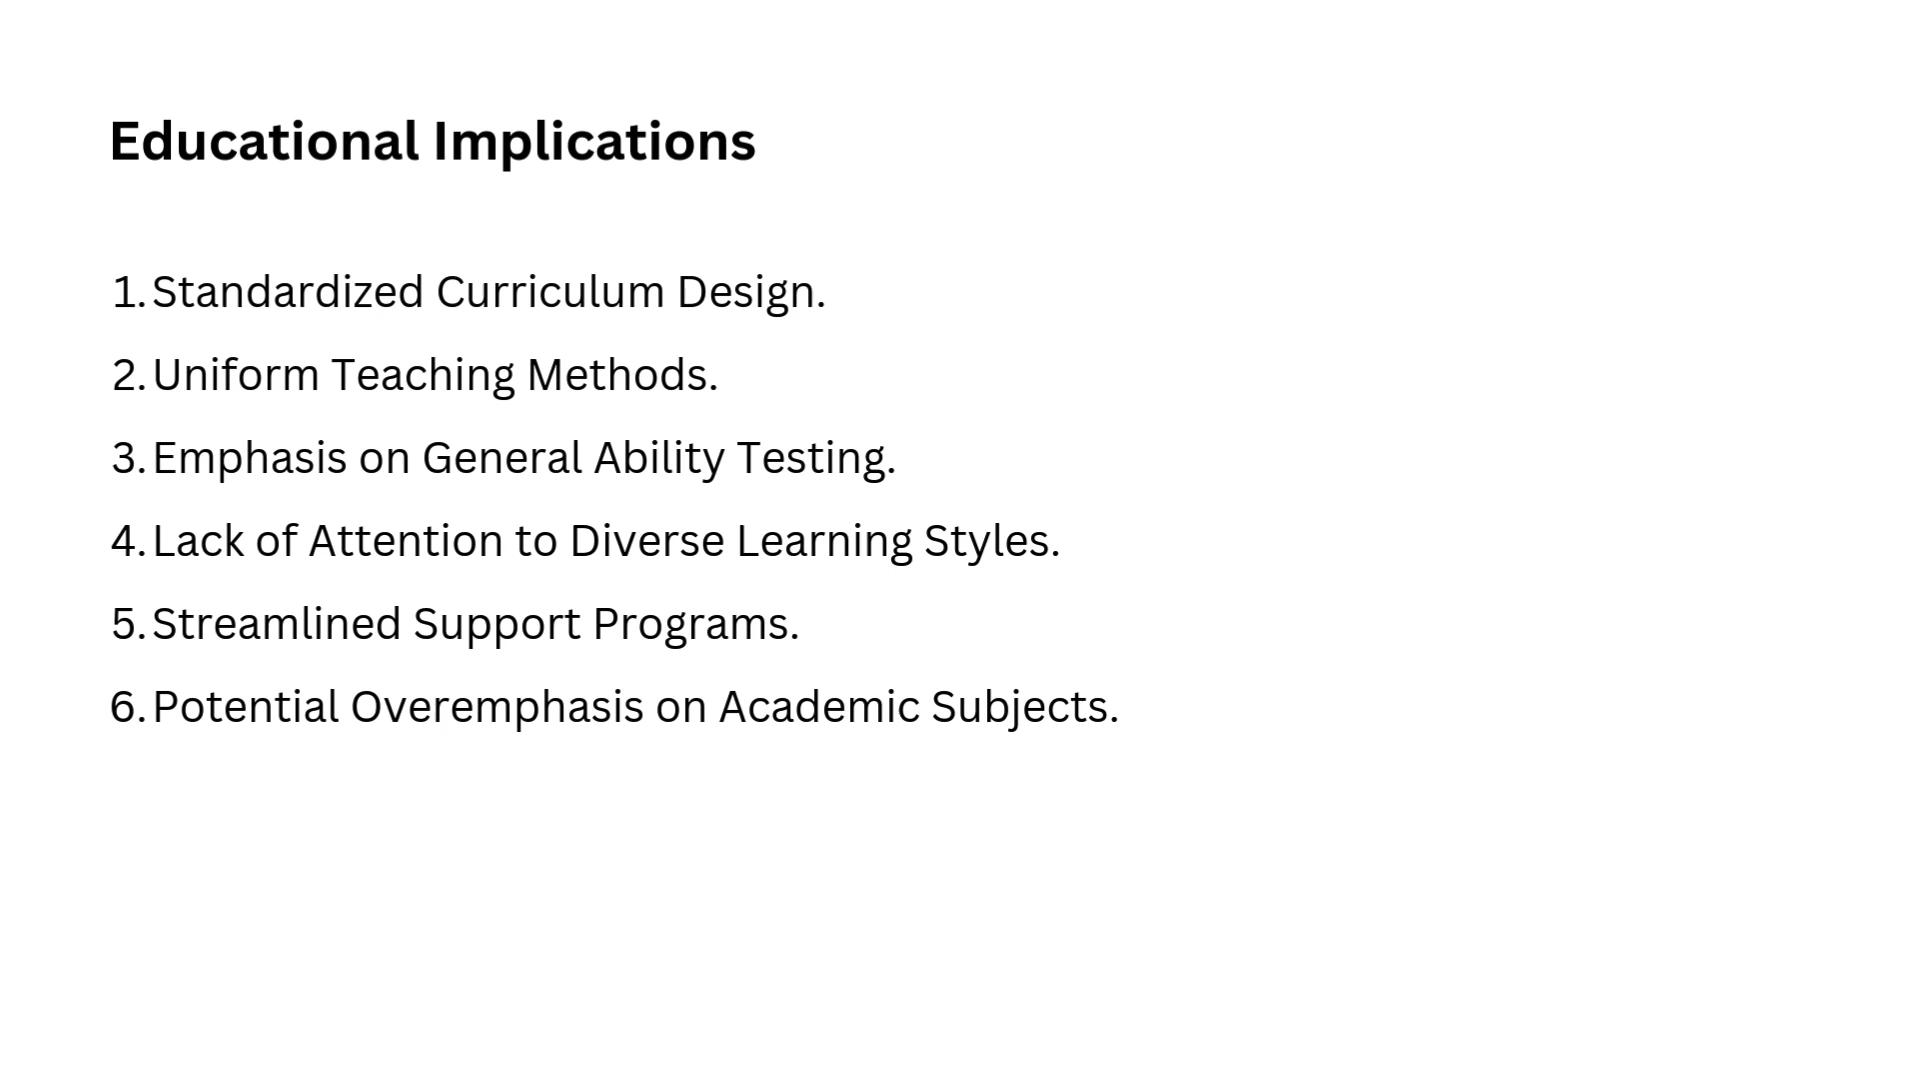 Educational Implications
1. Standardized Curriculum Design.
2. Uniform Teaching Methods.
3. Emphasis on General Ability Testing.
4. Lack of Attention to Diverse Learning Styles.
5. Streamlined Support Programs.
6. Potential Overemphasis on Academic Subjects.